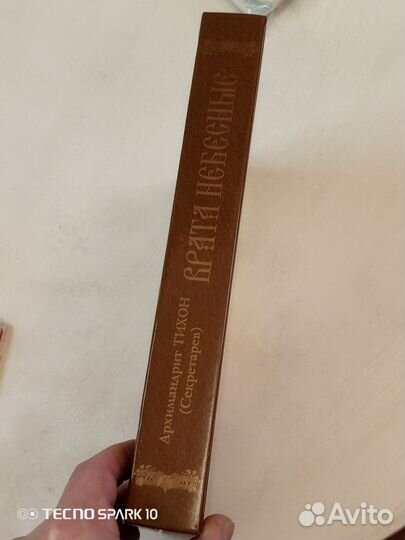 ВРАТА НЕБЕСНЫЕ
Архимандрит ТИХОН
(Секретарев)
TECNO SPARK 10
Avito